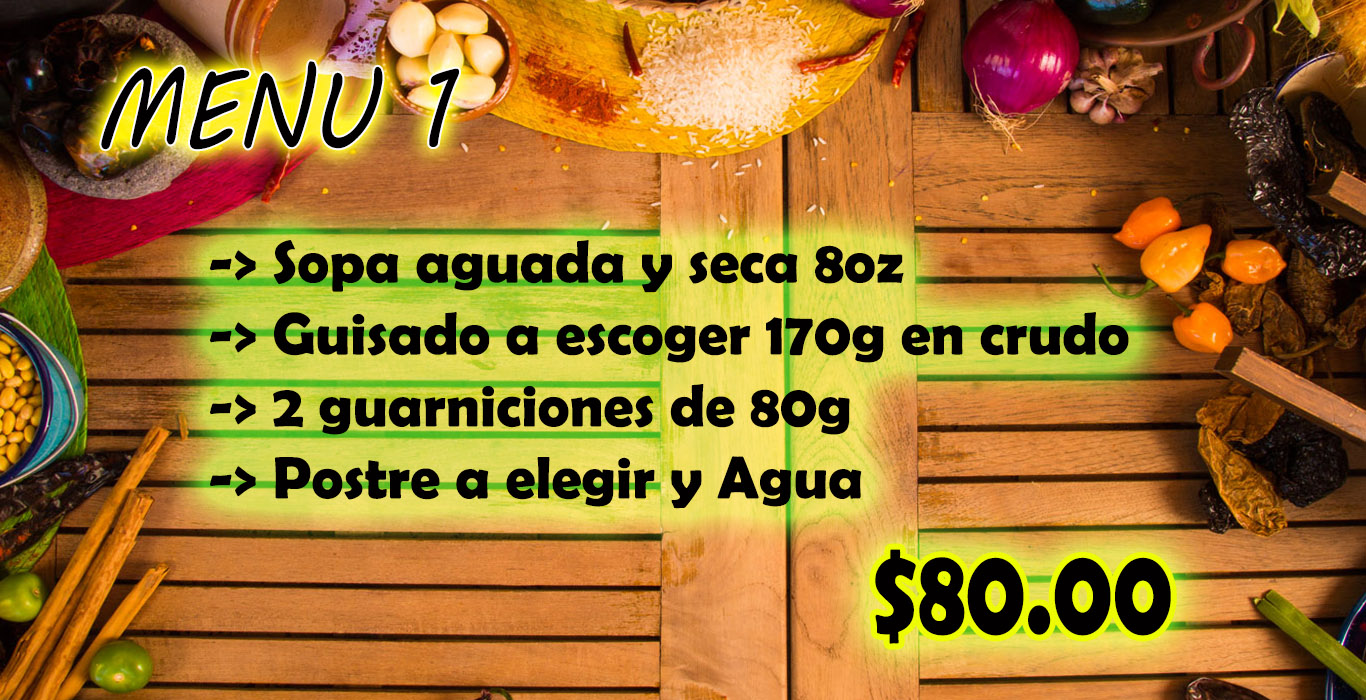 MENU 1
-> Sopa aguada y seca 8oz
-> Guisado a escoger 170g en crudo
-> 2 guarniciones de 80g
-> Postre a elegir y Agua
$80.00